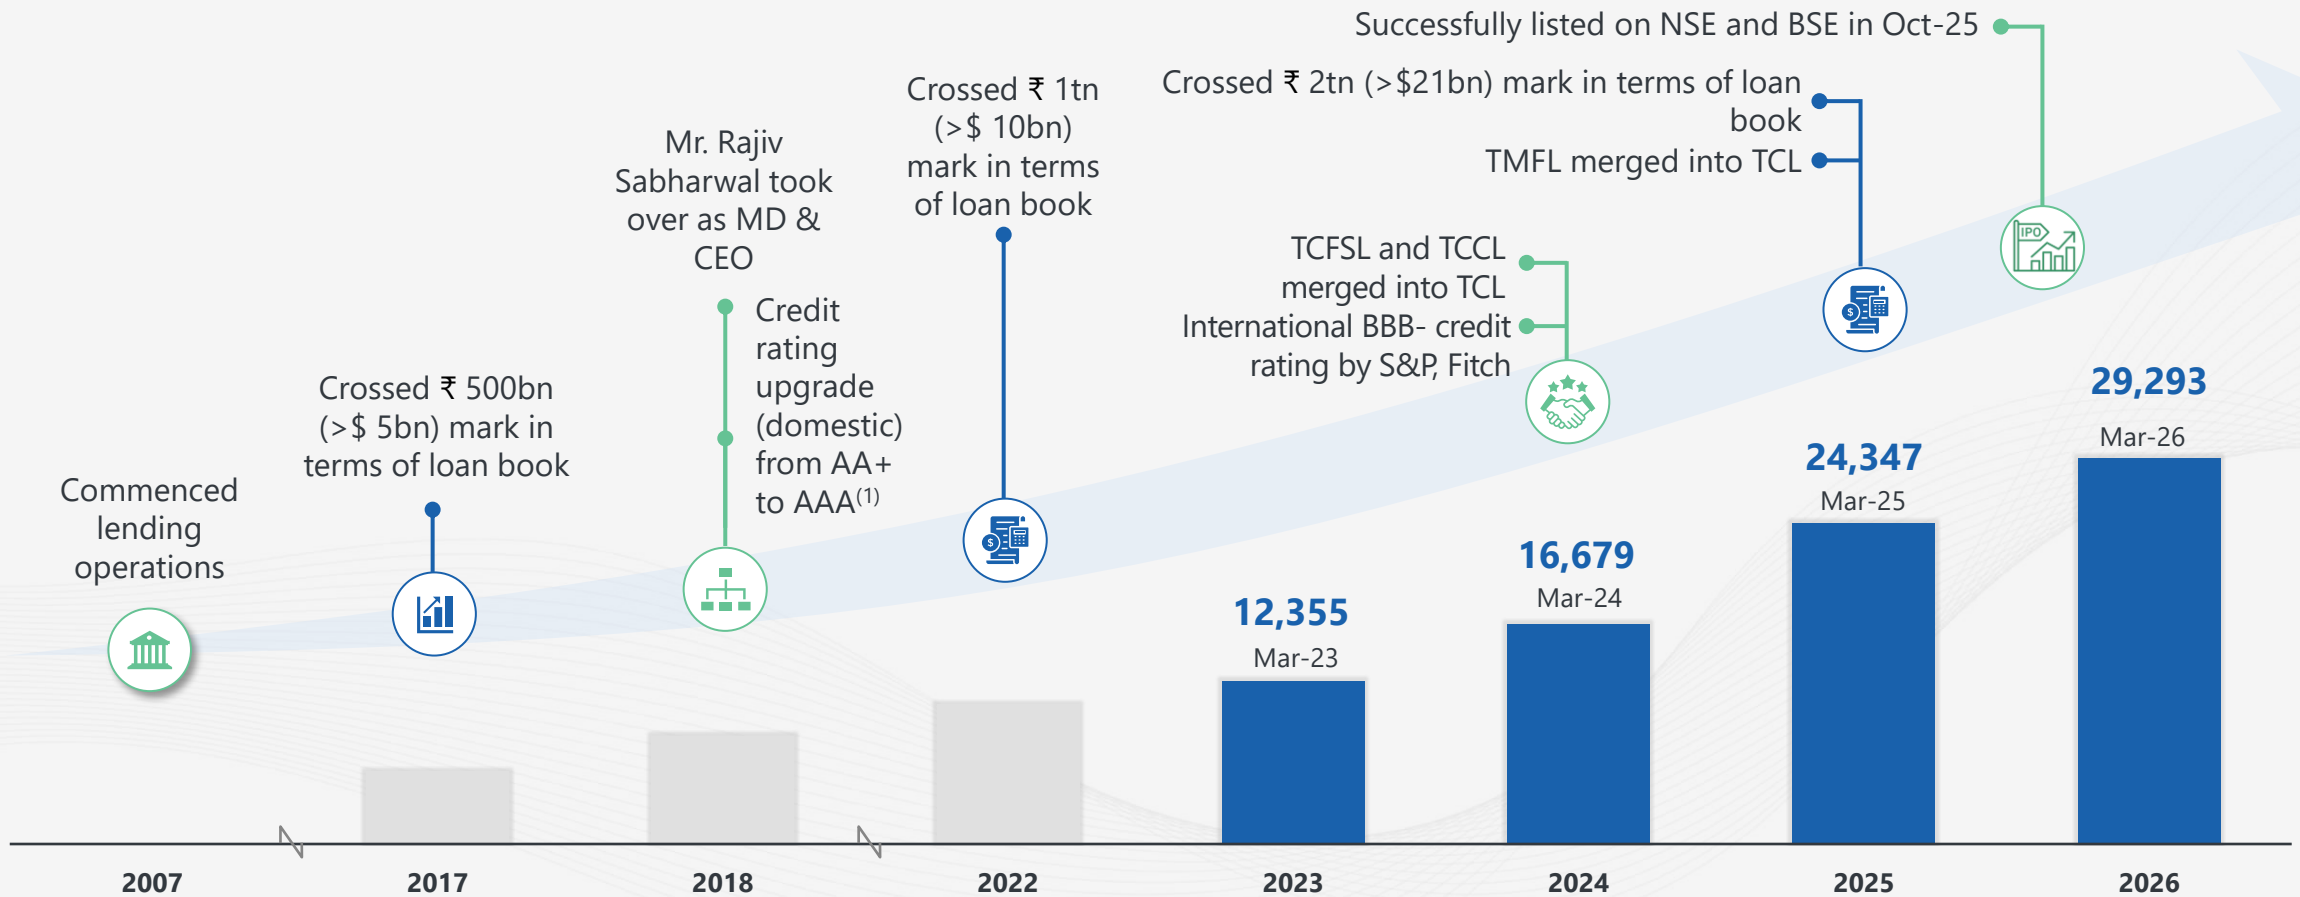 Commenced
lending
operations
Crossed ₹ 500bn
(>$ 5bn) mark in
terms of loan book
Mr. Rajiv
Sabharwal took
over as MD &
CEO
Credit
rating
upgrade
(domestic)
from AA+
to AAA(1)
Crossed ₹ 1tn
(>$ 10bn)
mark in terms
of loan book
TCFSL and TCCL
merged into TCL
International BBB- credit
rating by S&P, Fitch
Crossed ₹ 2tn (>$21bn) mark in terms of loan
book
TMFL merged into TCL
Successfully listed on NSE and BSE in Oct-25
IPO
12,355
Mar-23
16,679
Mar-24
24,347
Mar-25
29,293
Mar-26
2007
2017
2018
2022
2023
2024
2025
2026